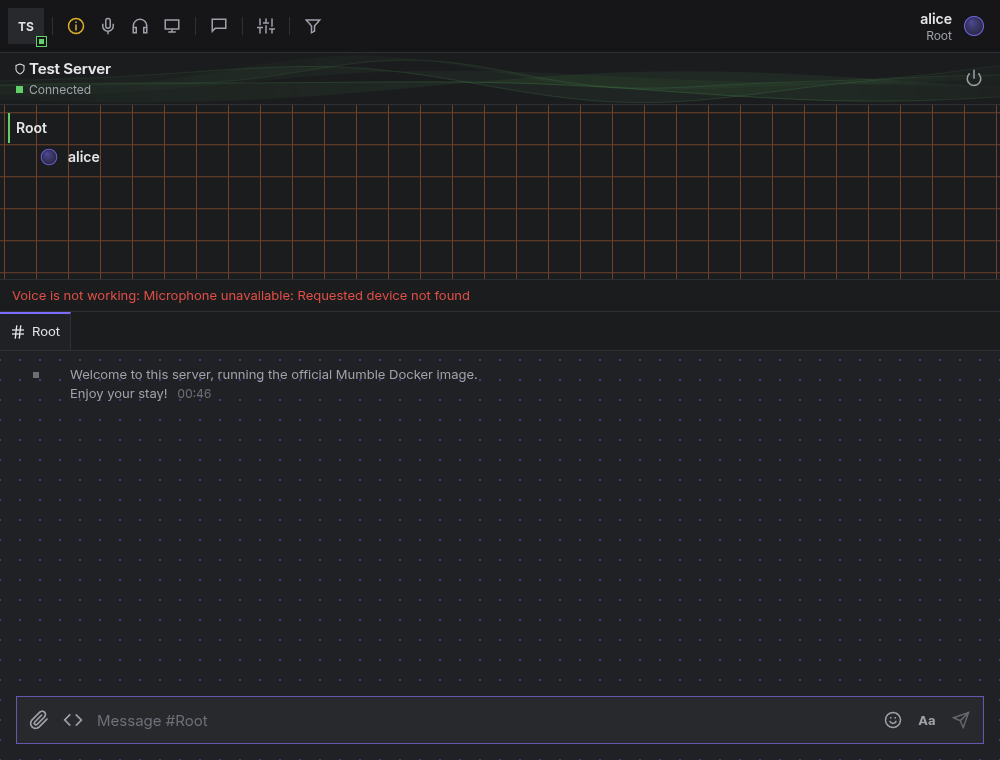 TS
alice
Root
Test Server
Connected
Root
alice
Voice is not working: Microphone unavailable: Requested device not found
Root
Welcome to this server, running the official Mumble Docker image.
Enjoy your stay! 00:46
Message #Root
Aa